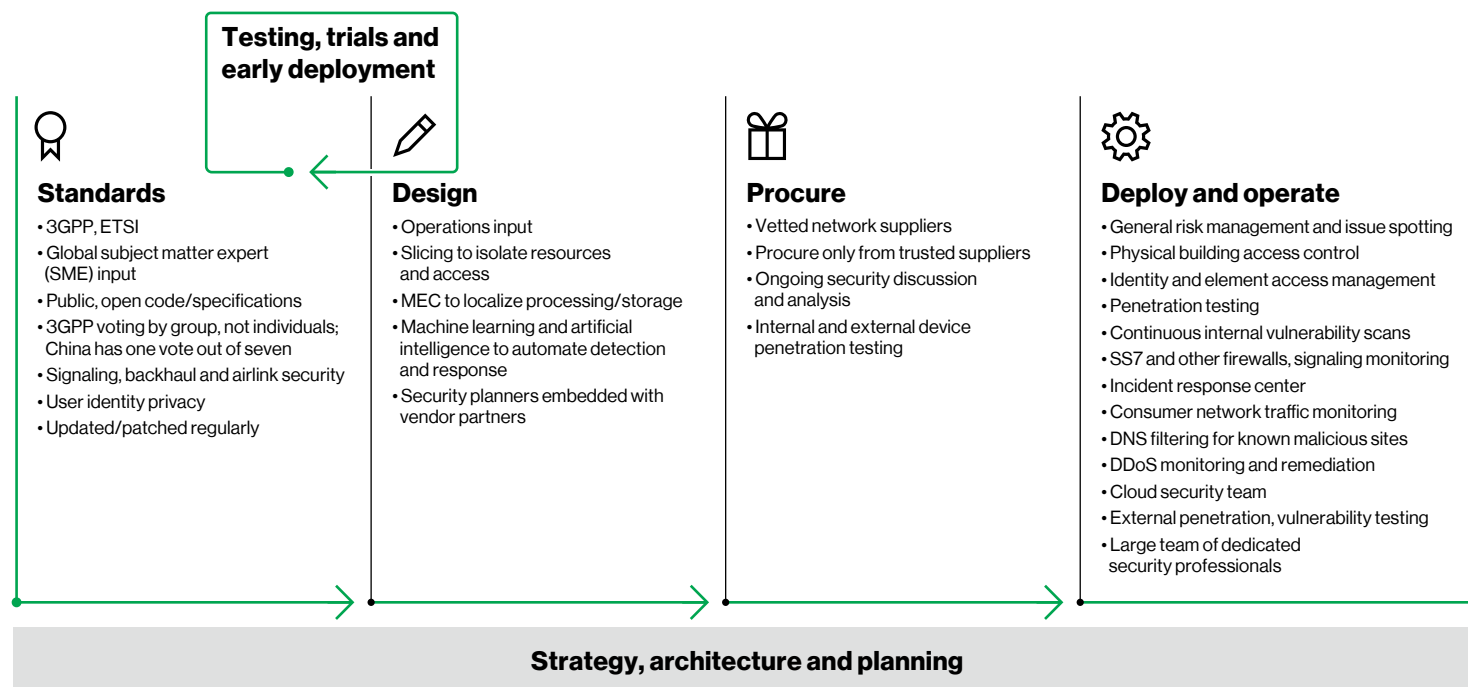 Testing, trials and
early deployment
Standards
• 3GPP, ETSI
• Global subject matter expert
(SME) input
• Public, open code/specifications
• 3GPP voting by group, not individuals;
China has one vote out of seven
• Signaling, backhaul and airlink security
• User identity privacy
• Updated/patched regularly
Design
• Operations input
• Slicing to isolate resources
and access
• MEC to localize processing/storage
• Machine learning and artificial
intelligence to automate detection
and response
• Security planners embedded with
vendor partners
Procure
• Vetted network suppliers
• Procure only from trusted suppliers
• Ongoing security discussion
and analysis
• Internal and external device
penetration testing
Deploy and operate
• General risk management and issue spotting
• Physical building access control
• Identity and element access management
• Penetration testing
• Continuous internal vulnerability scans
• SS7 and other firewalls, signaling monitoring
• Incident response center
• Consumer network traffic monitoring
• DNS filtering for known malicious sites
• DDoS monitoring and remediation
• Cloud security team
• External penetration, vulnerability testing
• Large team of dedicated
security professionals
Strategy, architecture and planning